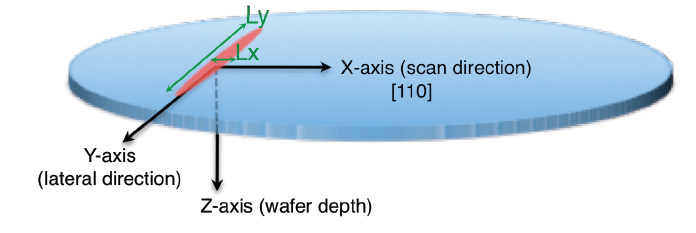 Ly
Lx
X-axis (scan direction)
[110]
Y-axis
(lateral direction)
Z-axis (wafer depth)